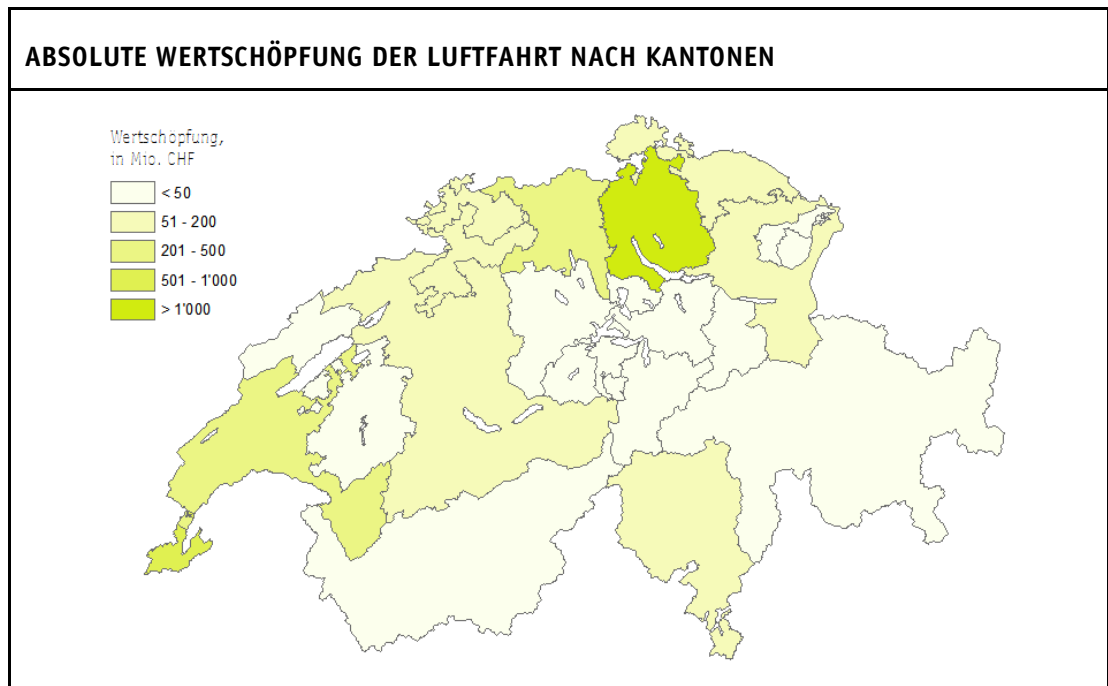 ABSOLUTE WERTSCHÖPFUNG DER LUFTFAHRT NACH KANTONEN
Wertschöpfung,
in Mio. CHF
< 50
51 - 200
201 - 500
501 - 1'000
> 1'000